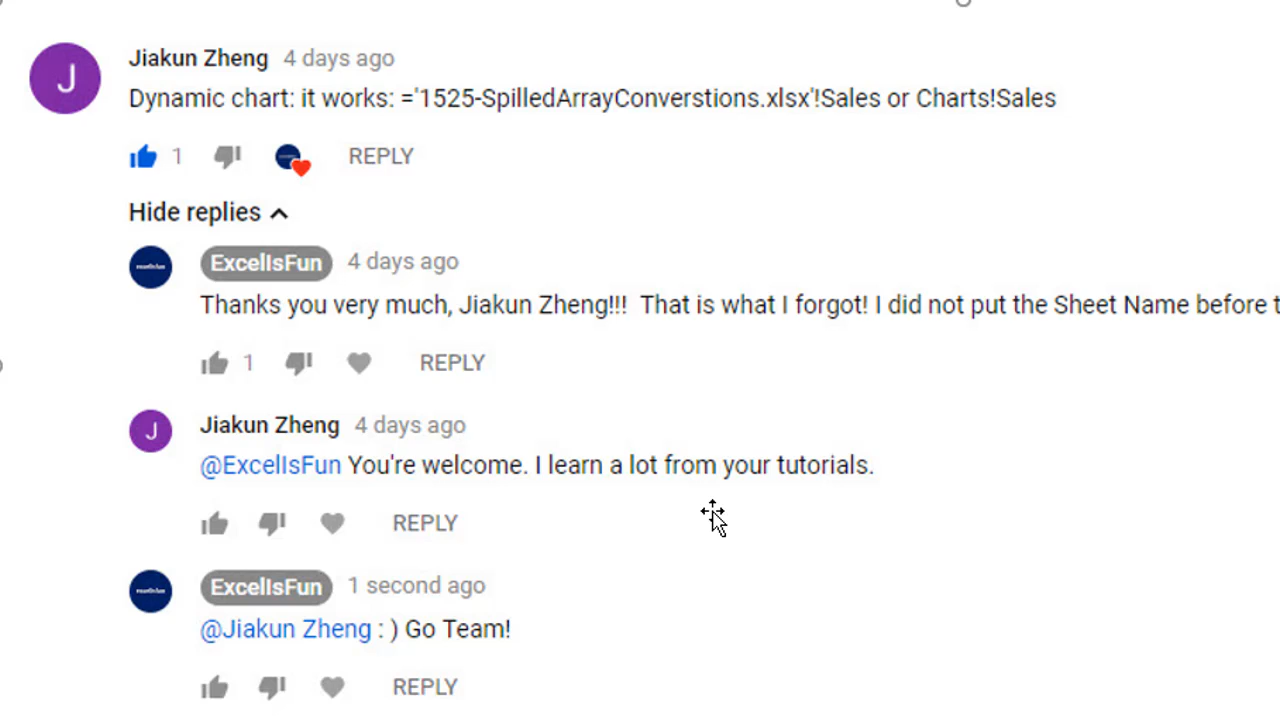 J
Jiakun Zheng 4 days ago
Dynamic chart: it works: ='1525-SpilledArrayConverstions.xlsx'!Sales or Charts!Sales
1 REPLY
Hide replies
ExcelIsFun 4 days ago
Thanks you very much, Jiakun Zheng!!! That is what I forgot! I did not put the Sheet Name before
1 REPLY
J
Jiakun Zheng 4 days ago
@ExcelIsFun You're welcome. I learn a lot from your tutorials.
REPLY
ExcelIsFun 1 second ago
@Jiakun Zheng : ) Go Team!
REPLY